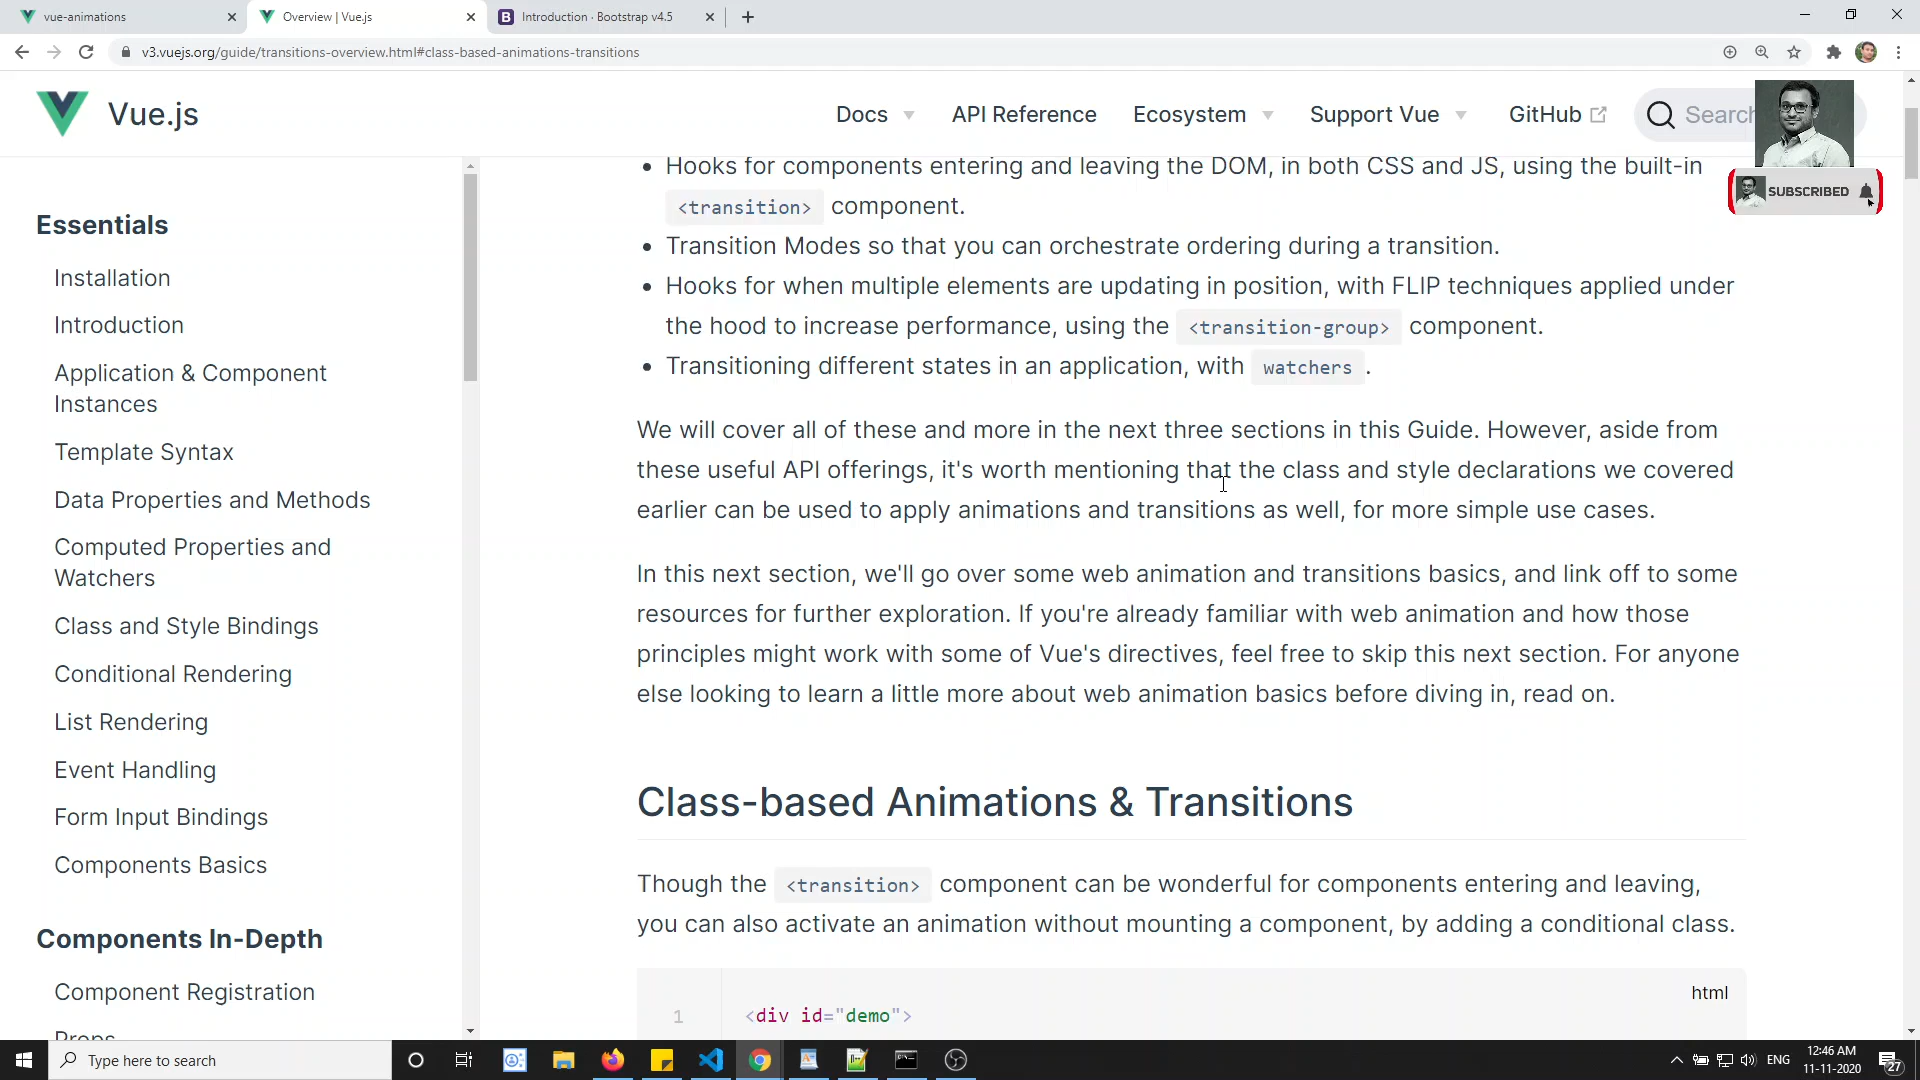 vue-animations
Overview | Vue.js
Introduction · Bootstrap v4.5
v3.vuejs.org/guide/transitions-overview.html#class-based-animations-transitions
Vue.js
Docs
API Reference
Ecosystem
Support Vue
GitHub
Search
SUBSCRIBED
Essentials
Installation
Introduction
Application & Component
Instances
Template Syntax
Data Properties and Methods
Computed Properties and
Watchers
Class and Style Bindings
Conditional Rendering
List Rendering
Event Handling
Form Input Bindings
Components Basics
Components In-Depth
Component Registration
Props
Hooks for components entering and leaving the DOM, in both CSS and JS, using the built-in
<transition> component.
Transition Modes so that you can orchestrate ordering during a transition.
Hooks for when multiple elements are updating in position, with FLIP techniques applied under
the hood to increase performance, using the <transition-group> component.
Transitioning different states in an application, with watchers .
We will cover all of these and more in the next three sections in this Guide. However, aside from
these useful API offerings, it's worth mentioning that the class and style declarations we covered
earlier can be used to apply animations and transitions as well, for more simple use cases.
In this next section, we'll go over some web animation and transitions basics, and link off to some
resources for further exploration. If you're already familiar with web animation and how those
principles might work with some of Vue's directives, feel free to skip this next section. For anyone
else looking to learn a little more about web animation basics before diving in, read on.
Class-based Animations & Transitions
Though the <transition> component can be wonderful for components entering and leaving,
you can also activate an animation without mounting a component, by adding a conditional class.
html
1 <div id="demo">
Type here to search
ENG
12:46 AM
11-11-2020
27